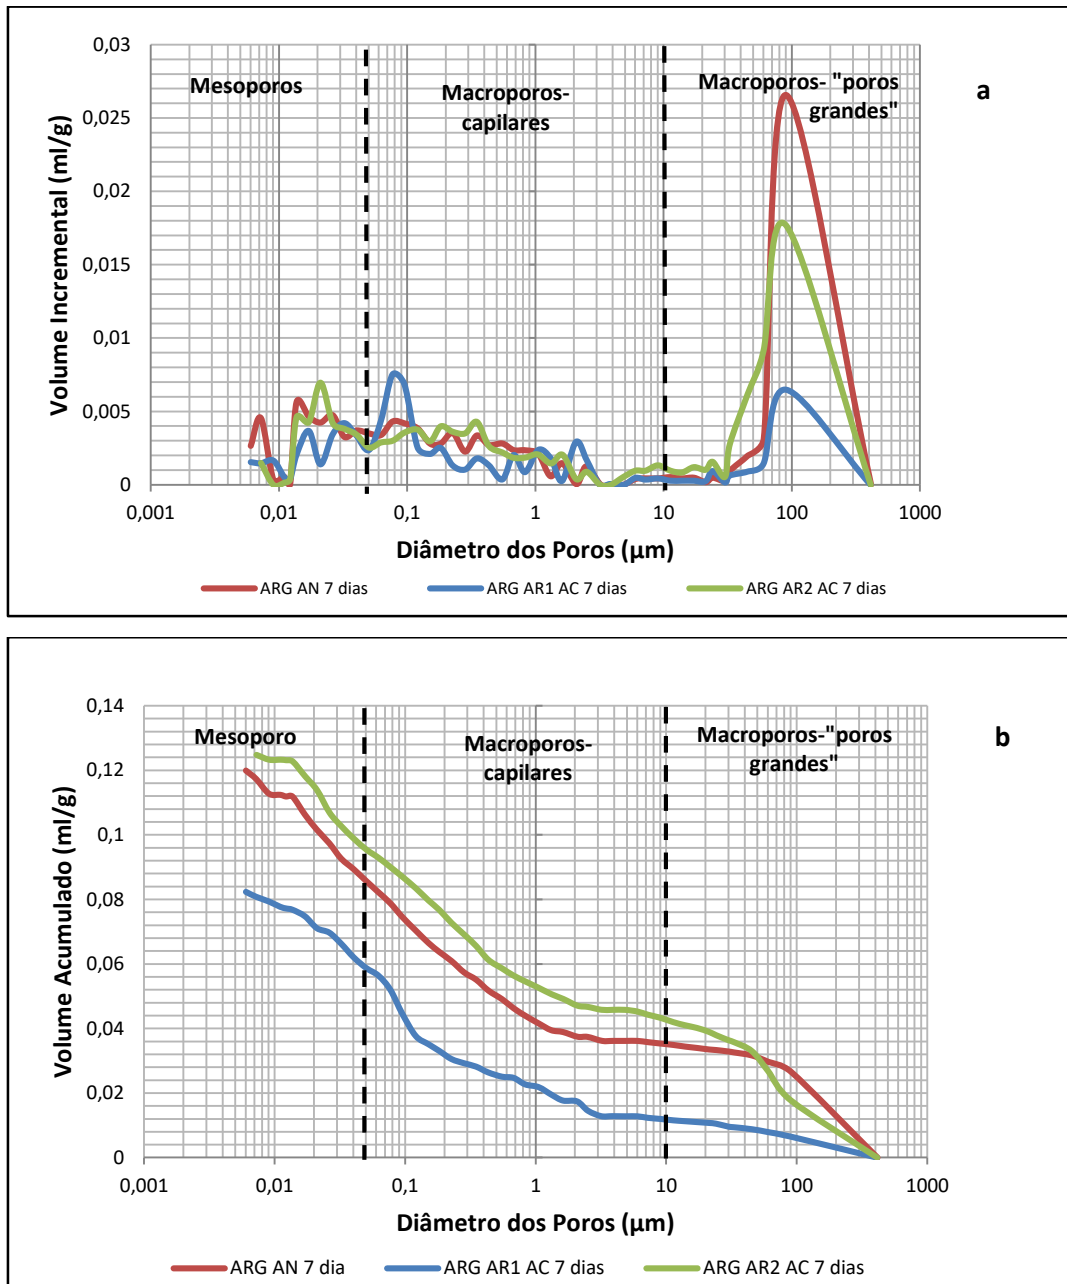 0,03
0,025
0,02
0,015
0,01
0,005
0
Volume Incremental (ml/g)
Mesoporos
Macroporos-
capilares
Macroporos- "poros
grandes"
a
0,001
0,01
0,1
1
10
100
1000
Diâmetro dos Poros (µm)
ARG AN 7 dias
ARG AR1 AC 7 dias
ARG AR2 AC 7 dias
0,14
0,12
0,1
0,08
0,06
0,04
0,02
0
Volume Acumulado (ml/g)
Mesoporo
Macroporos-
capilares
Macroporos-"poros
grandes"
b
0,001
0,01
0,1
1
10
100
1000
Diâmetro dos Poros (µm)
ARG AN 7 dia
ARG AR1 AC 7 dias
ARG AR2 AC 7 dias